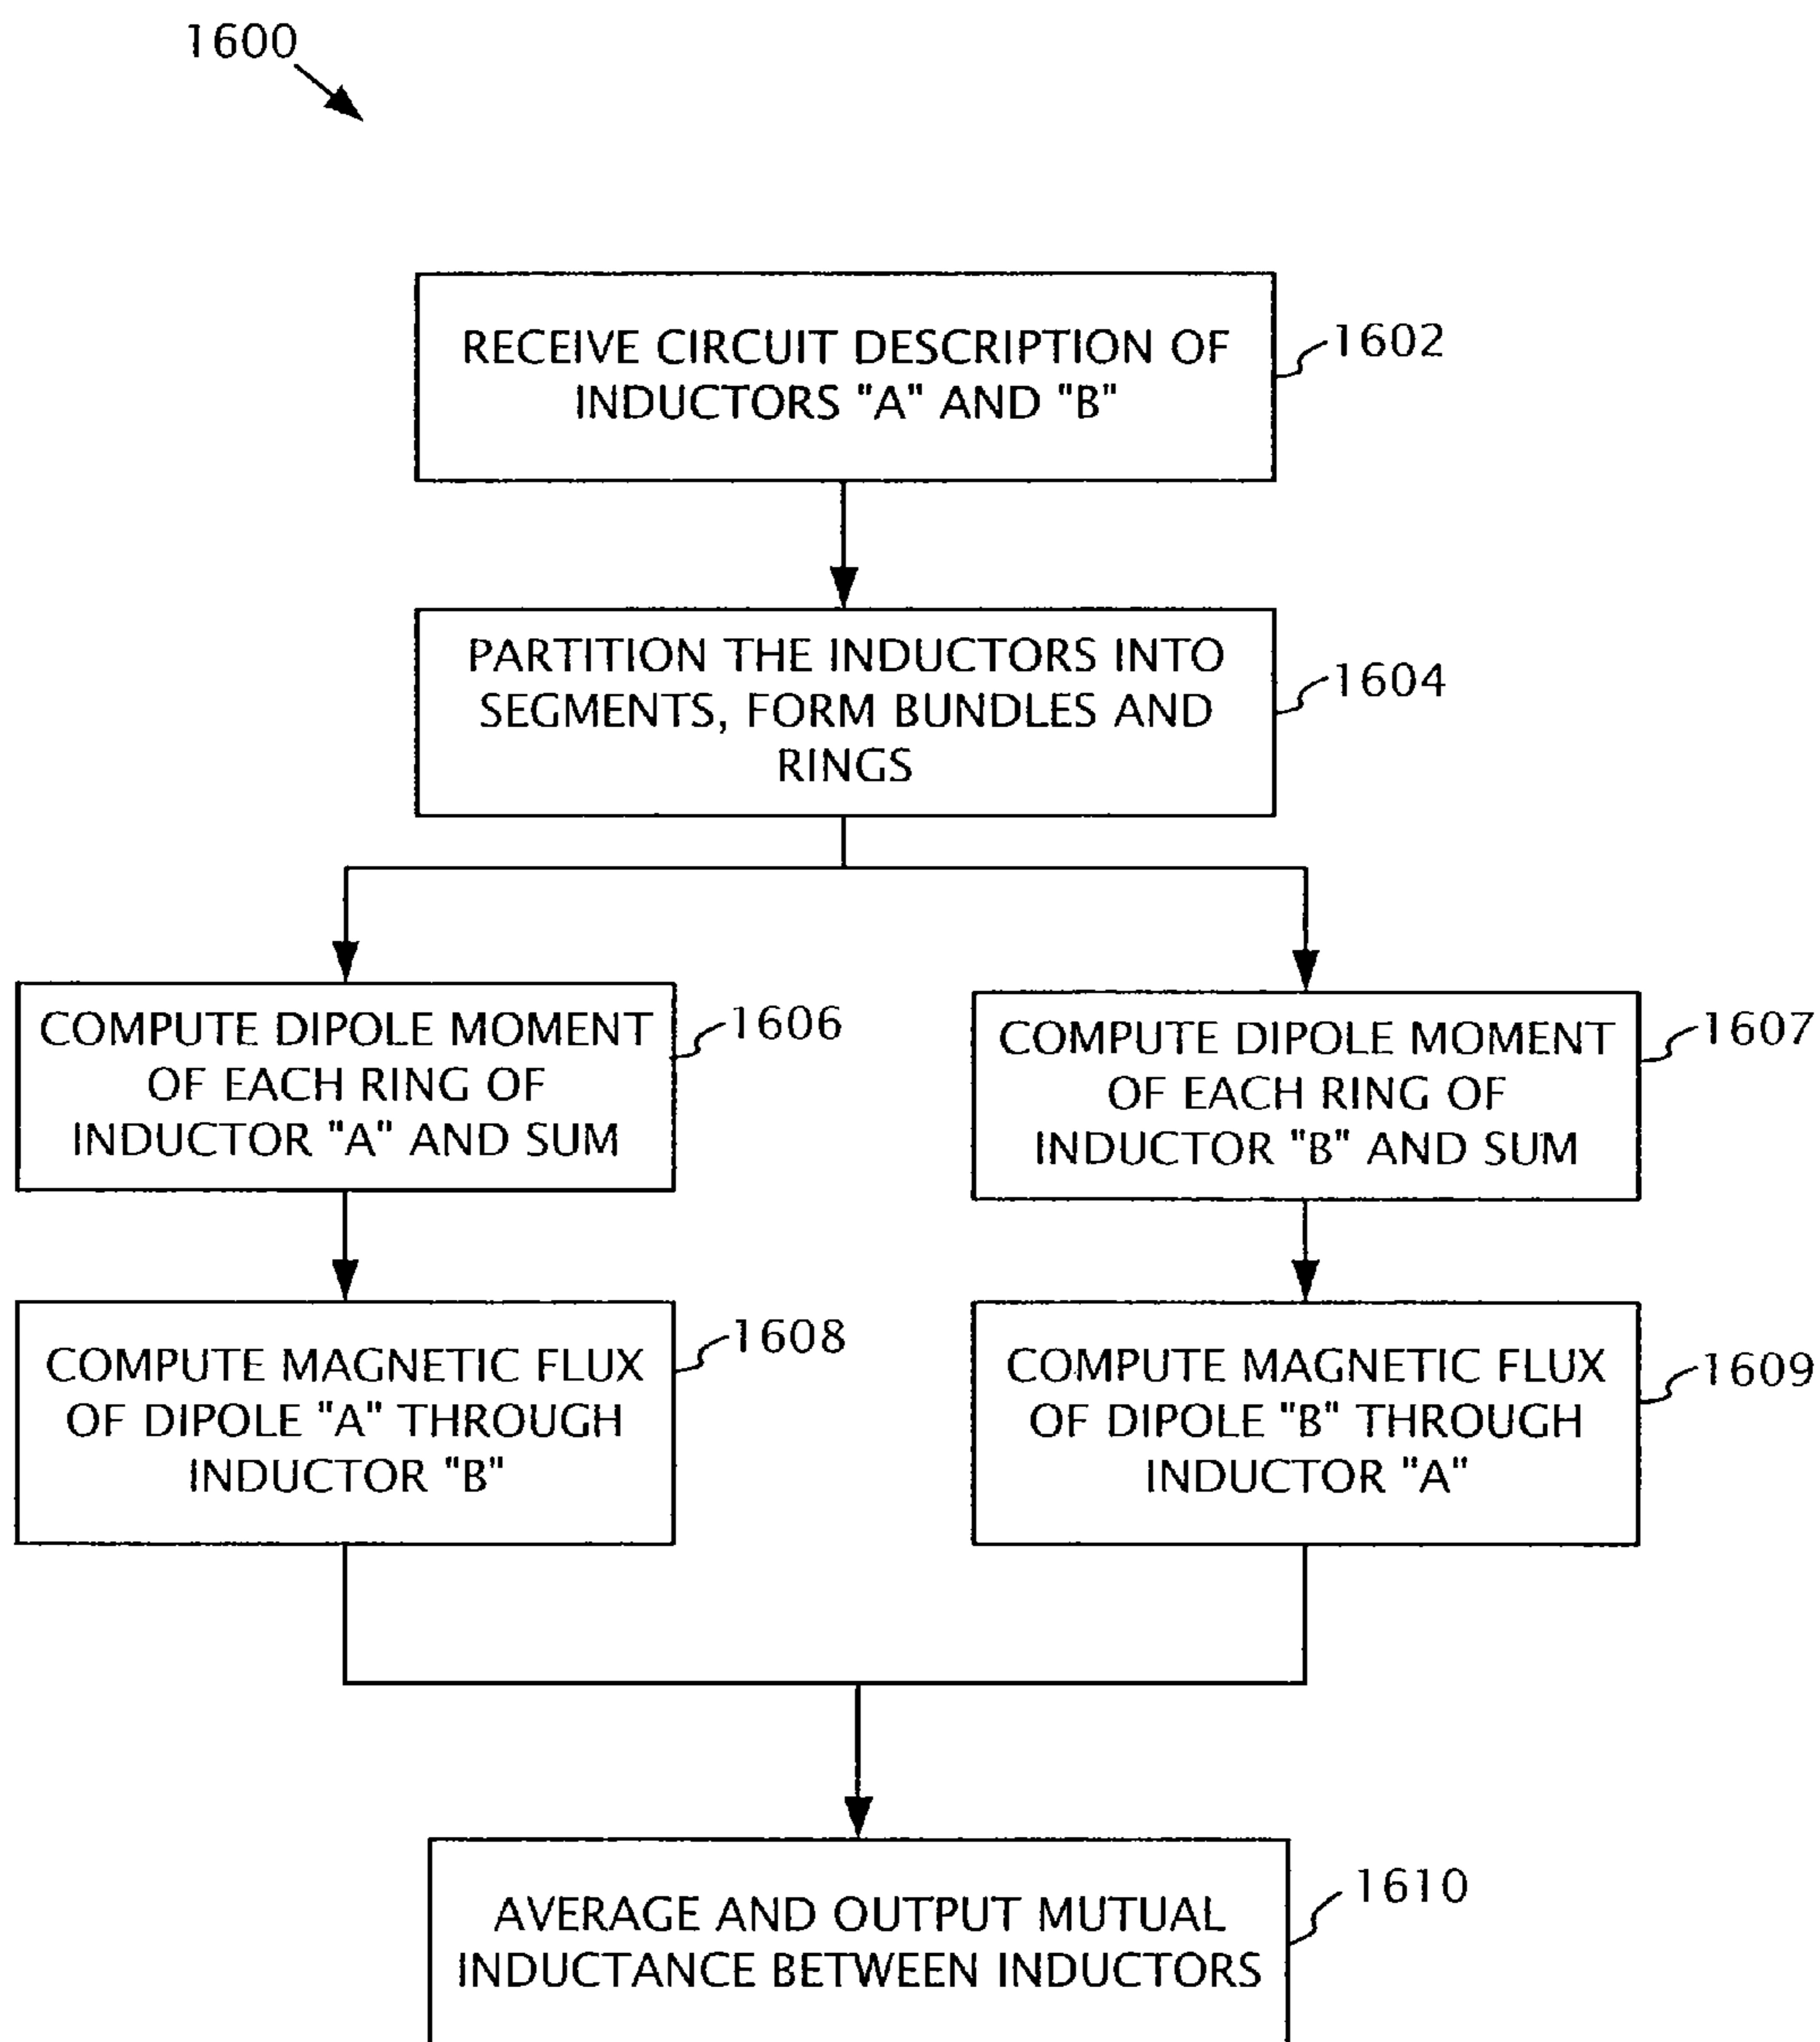 1600
RECEIVE CIRCUIT DESCRIPTION OF
INDUCTORS "A" AND "B"
1602
PARTITION THE INDUCTORS INTO
SEGMENTS, FORM BUNDLES AND
RINGS
1604
COMPUTE DIPOLE MOMENT
OF EACH RING OF
INDUCTOR "A" AND SUM
1606
COMPUTE DIPOLE MOMENT
OF EACH RING OF
INDUCTOR "B" AND SUM
1607
COMPUTE MAGNETIC FLUX
OF DIPOLE "A" THROUGH
INDUCTOR "B"
1608
COMPUTE MAGNETIC FLUX
OF DIPOLE "B" THROUGH
INDUCTOR "A"
1609
AVERAGE AND OUTPUT MUTUAL
INDUCTANCE BETWEEN INDUCTORS
1610